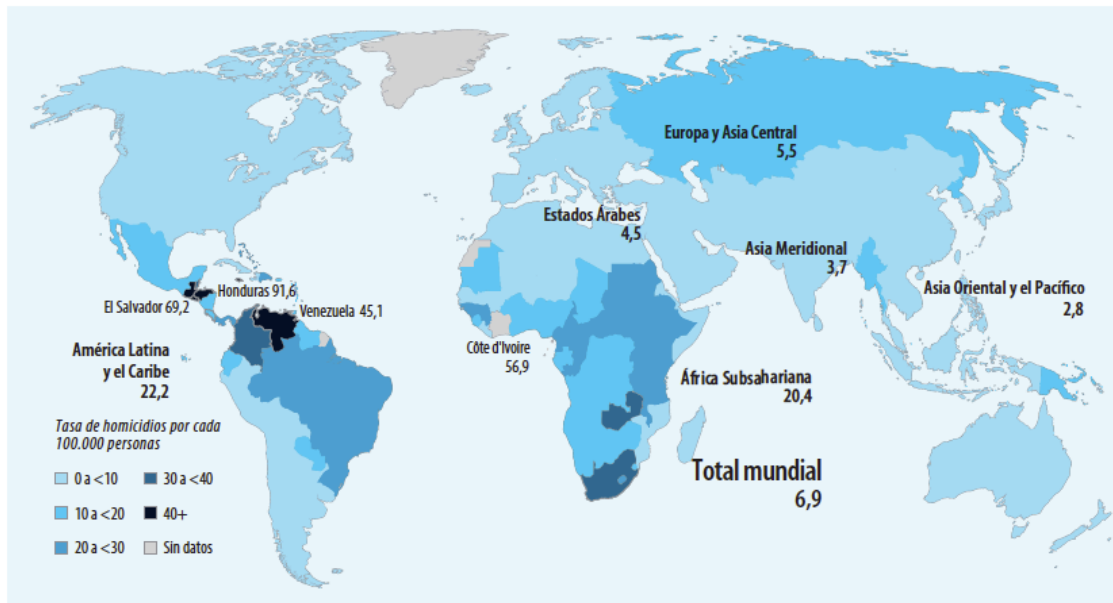 Europa y Asia Central
5,5
Estados Árabes
4,5
Asia Meridional
3,7
Asia Oriental y el Pacífico
2,8
Honduras 91,6
El Salvador 69,2
Venezuela 45,1
Côte d'Ivoire
56,9
América Latina
y el Caribe
22,2
África Subsahariana
20,4
Total mundial
6,9
Tasa de homicidios por cada
100.000 personas
0 a <10
30 a <40
10 a <20
40+
20 a <30
Sin datos